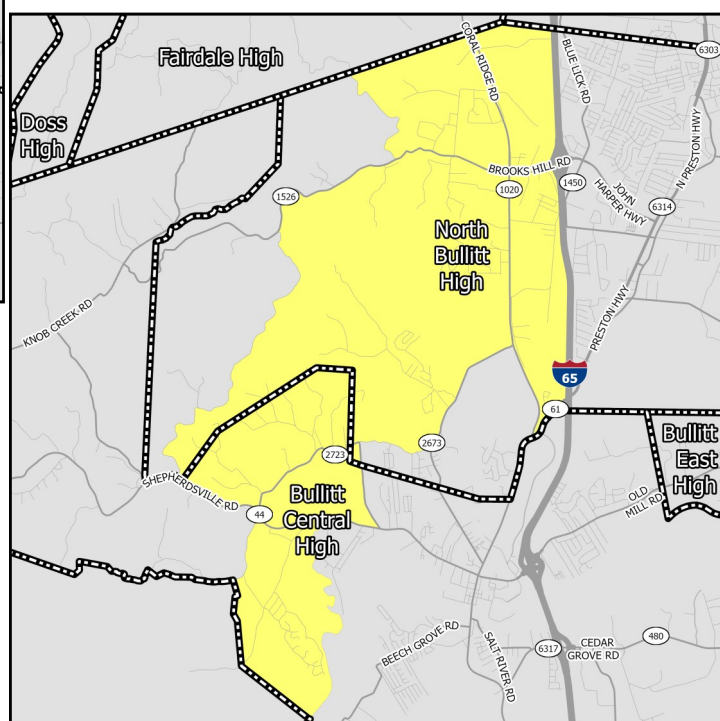 CORAL RIDGE RD
BLUE LICK RD
6303
Fairdale High
N PRESTON HWY
Doss
High
BROOKS HILL RD
1526
1020
1450
JOHN
HARPER HWY
6314
North
Bullitt
High
KNOB CREEK RD
PRESTON HWY
65
61
2673
2723
Bullitt
East
High
SHEPHERDSVILLE RD
44
Bullitt
Central
High
OLD
MILL RD
BEECH GROVE RD
SALT RIVER RD
6317
CEDAR
GROVE RD
480